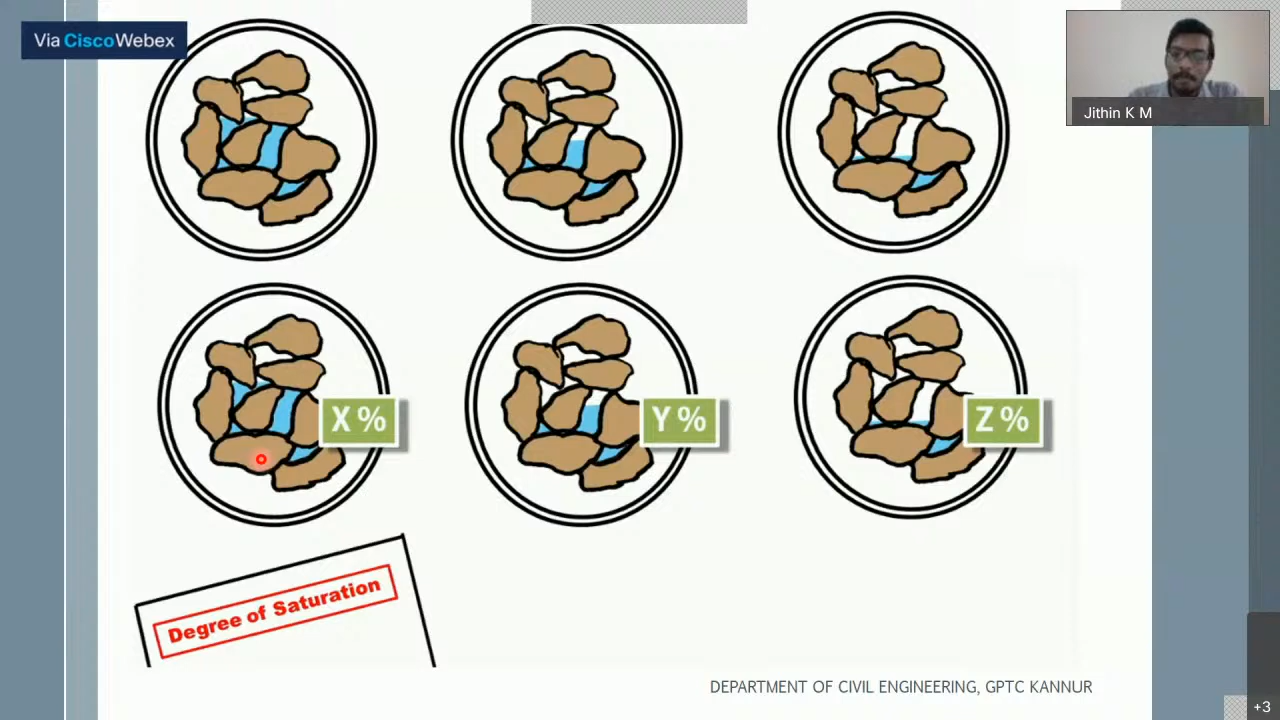 Via CiscoWebex
Jithin K M
X %
Y %
Z %
Degree of Saturation
DEPARTMENT OF CIVIL ENGINEERING, GPTC KANNUR
+3